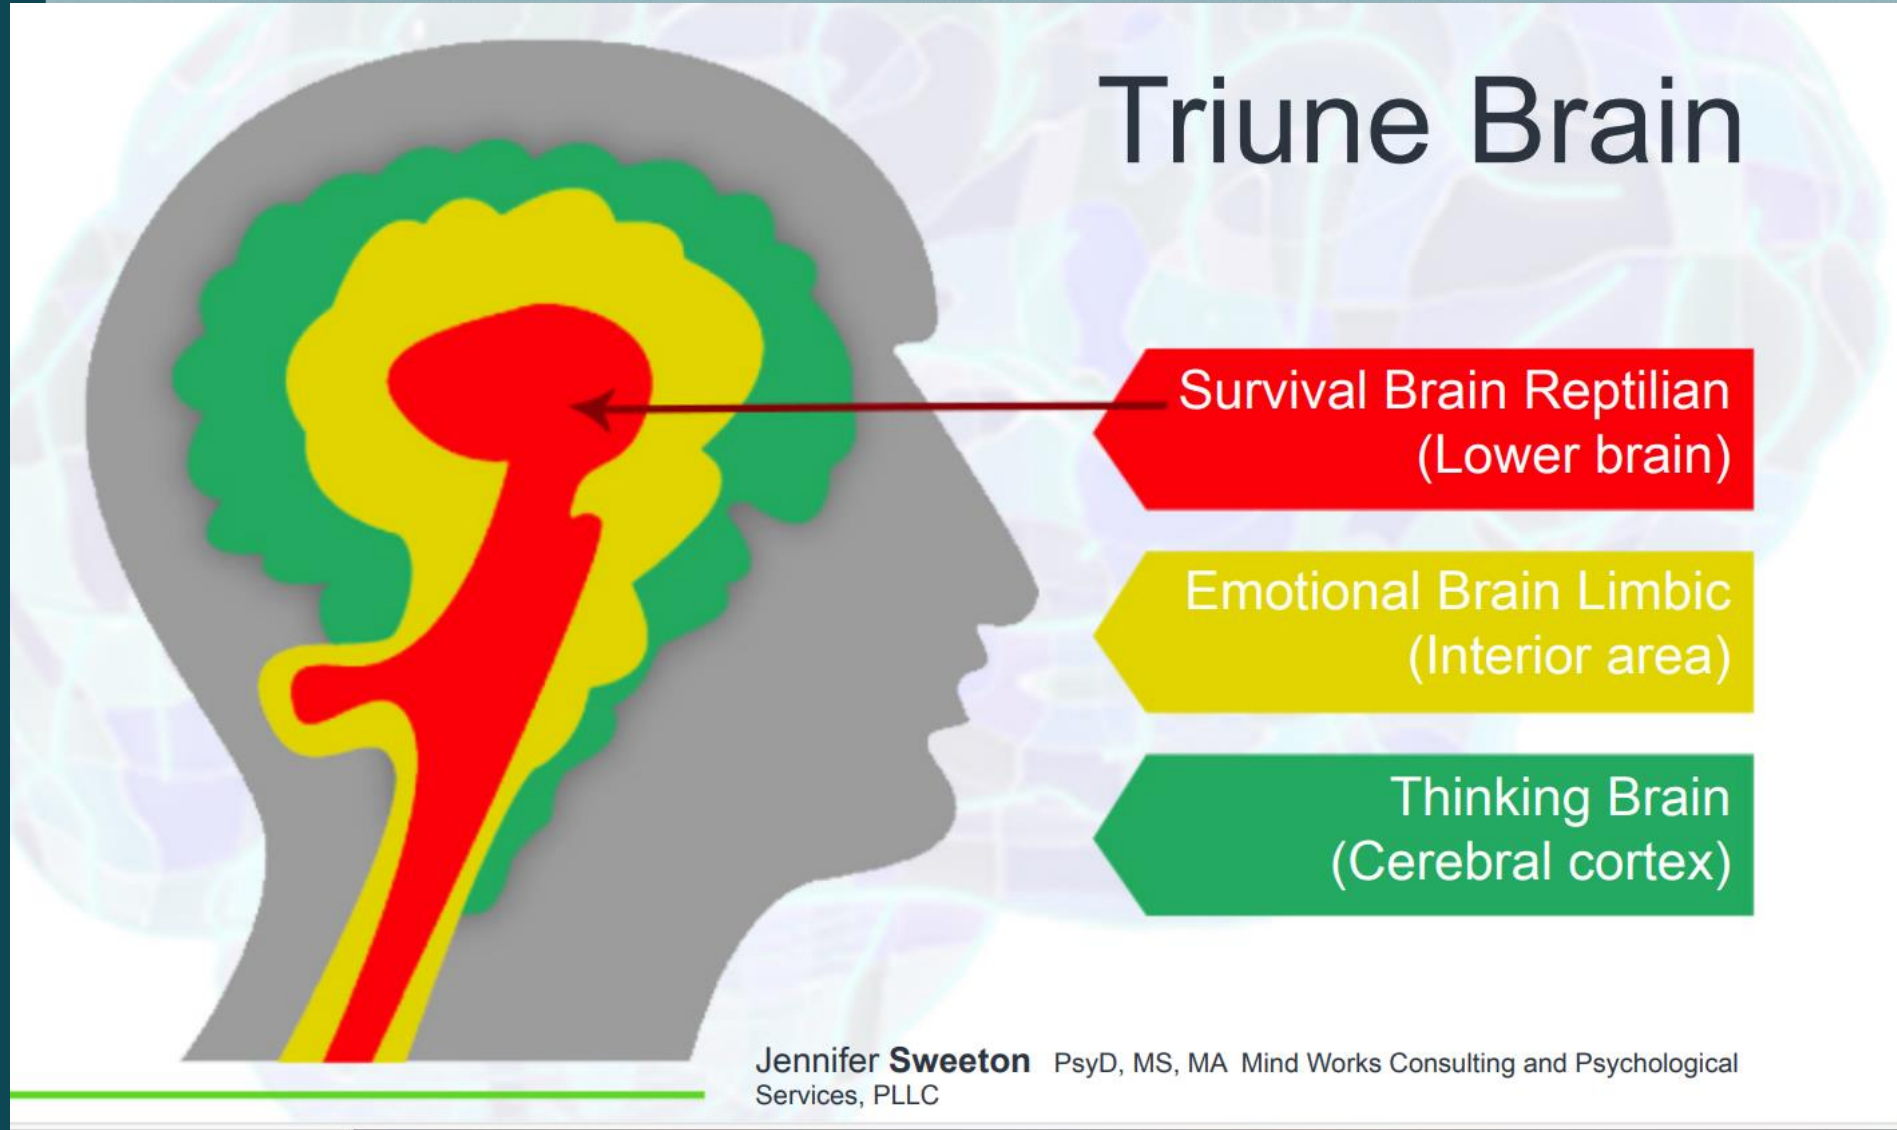 Triune Brain
Survival Brain Reptilian
(Lower brain)
Emotional Brain Limbic
(Interior area)
Thinking Brain
(Cerebral cortex)
Jennifer Sweeton PsyD, MS, MA Mind Works Consulting and Psychological
Services, PLLC